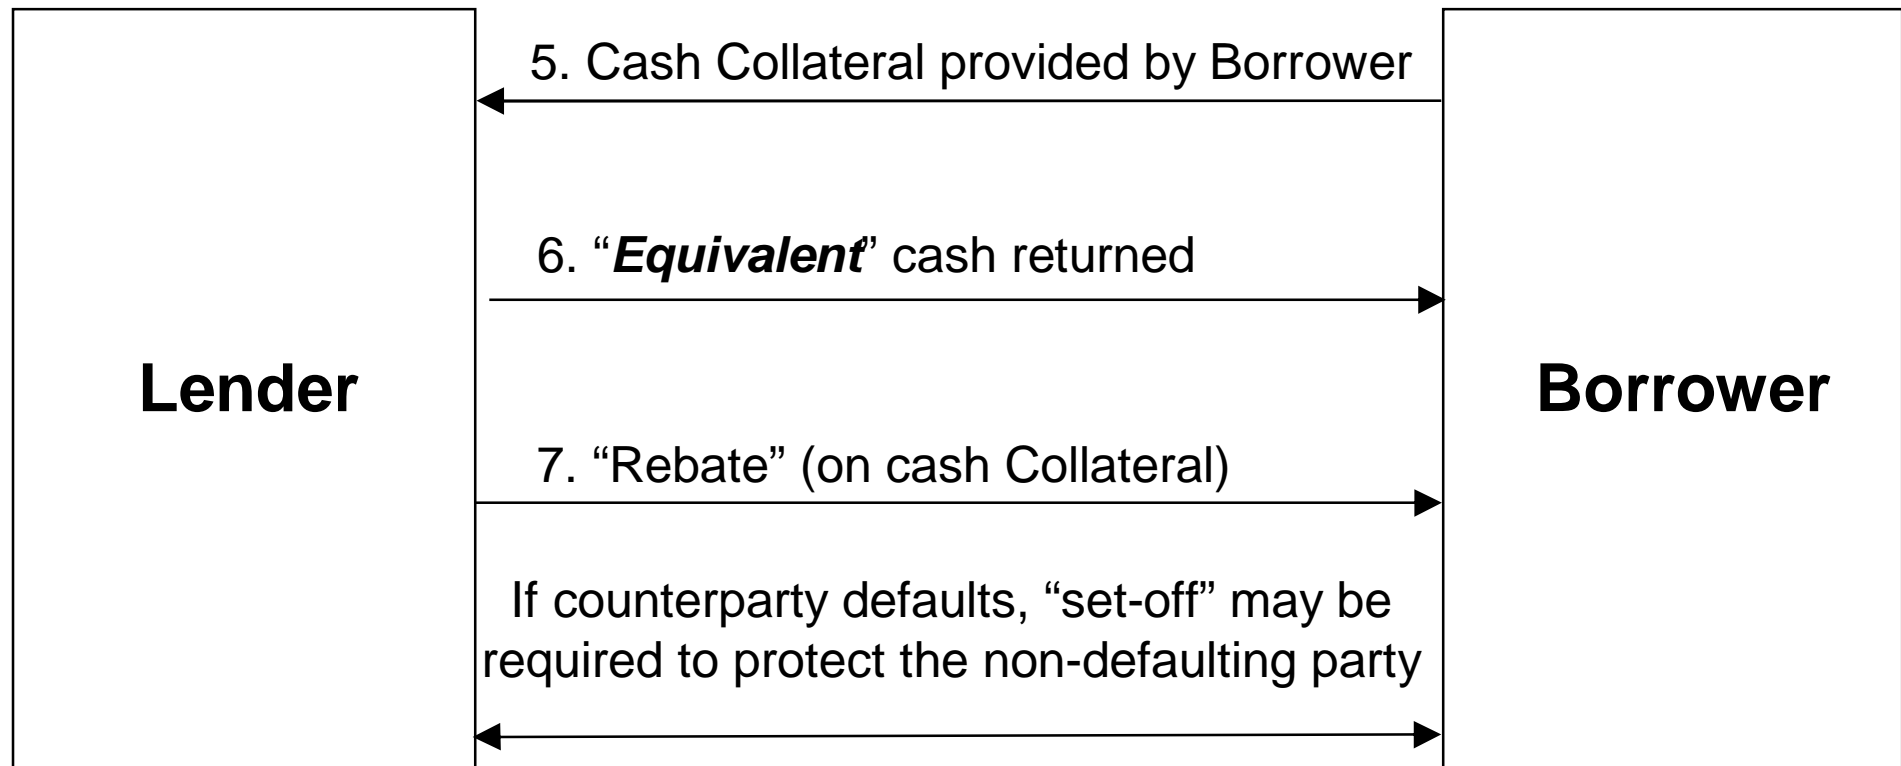 5. Cash Collateral provided by Borrower
6. “Equivalent” cash returned
Lender
Borrower
7. “Rebate” (on cash Collateral)
If counterparty defaults, “set-off” may be
required to protect the non-defaulting party